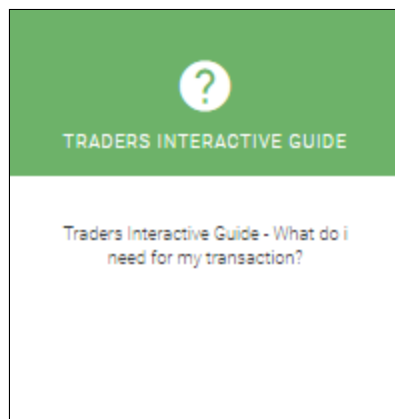 TRADERS INTERACTIVE GUIDE
Traders Interactive Guide - What do i
need for my transaction?